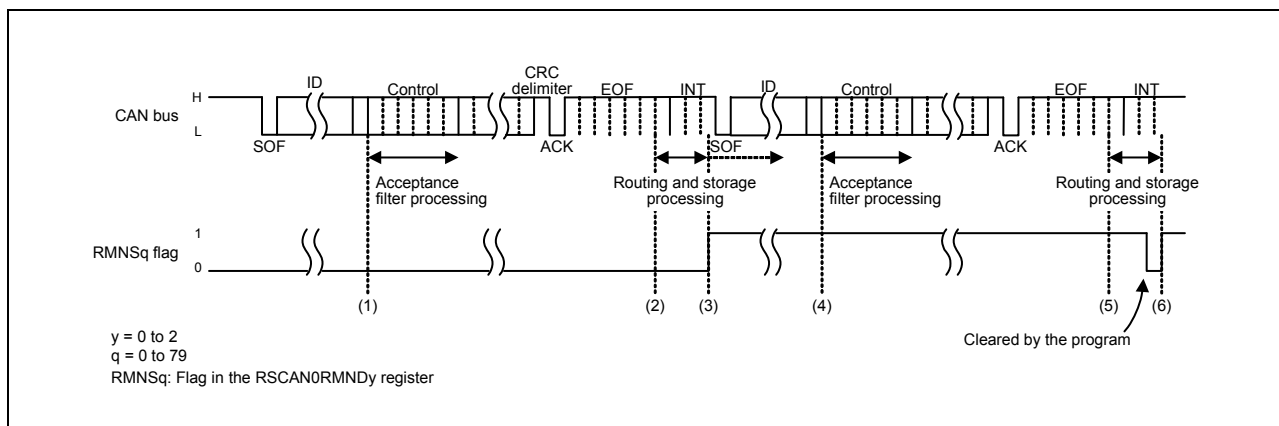 CRC
ID delimiter ID
Control EOF INT Control EOF INT
H
CAN bus
L
SOF ACK SOF ACK
Acceptance
filter processing
Routing and storage
processing
Acceptance
filter processing
Routing and storage
processing
1
RMNSq flag
0
(1) (2) (3) (4) (5) (6)
Cleared by the program
y = 0 to 2
q = 0 to 79
RMNSq: Flag in the RSCAN0RMNDy register